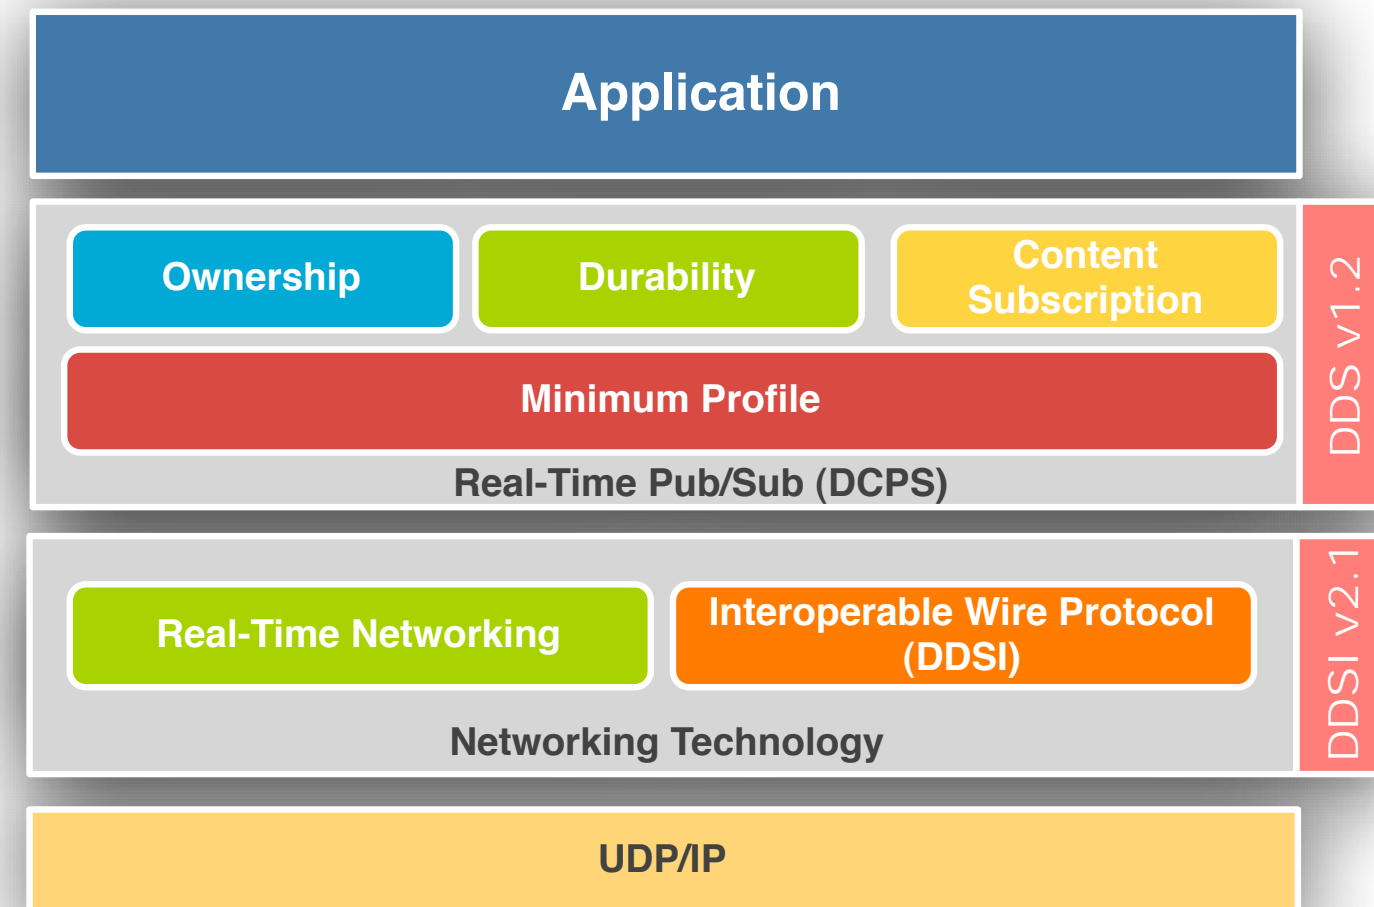 Application
Ownership
Durability
Content
Subscription
Minimum Profile
Real-Time Pub/Sub (DCPS)
DDS v1.2
Real-Time Networking
Interoperable Wire Protocol
(DDSI)
Networking Technology
DDSI v2.1
UDP/IP